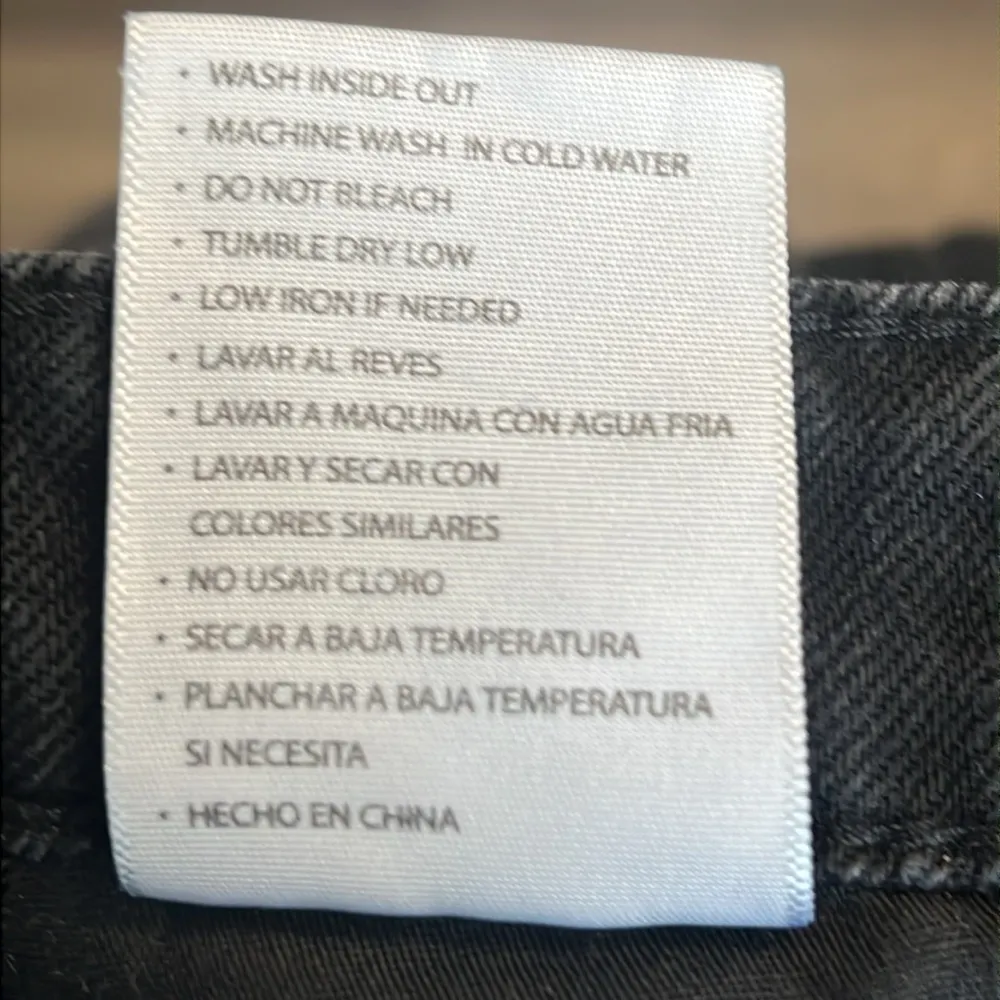 • WASH INSIDE OUT
• MACHINE WASH IN COLD WATER
• DO NOT BLEACH
• TUMBLE DRY LOW
• LOW IRON IF NEEDED
• LAVAR AL REVES
• LAVAR A MAQUINA CON AGUA FRIA
• LAVAR Y SECAR CON
COLORES SIMILARES
• NO USAR CLORO
• SECAR A BAJA TEMPERATURA
• PLANCHAR A BAJA TEMPERATURA
SI NECESITA
• HECHO EN CHINA